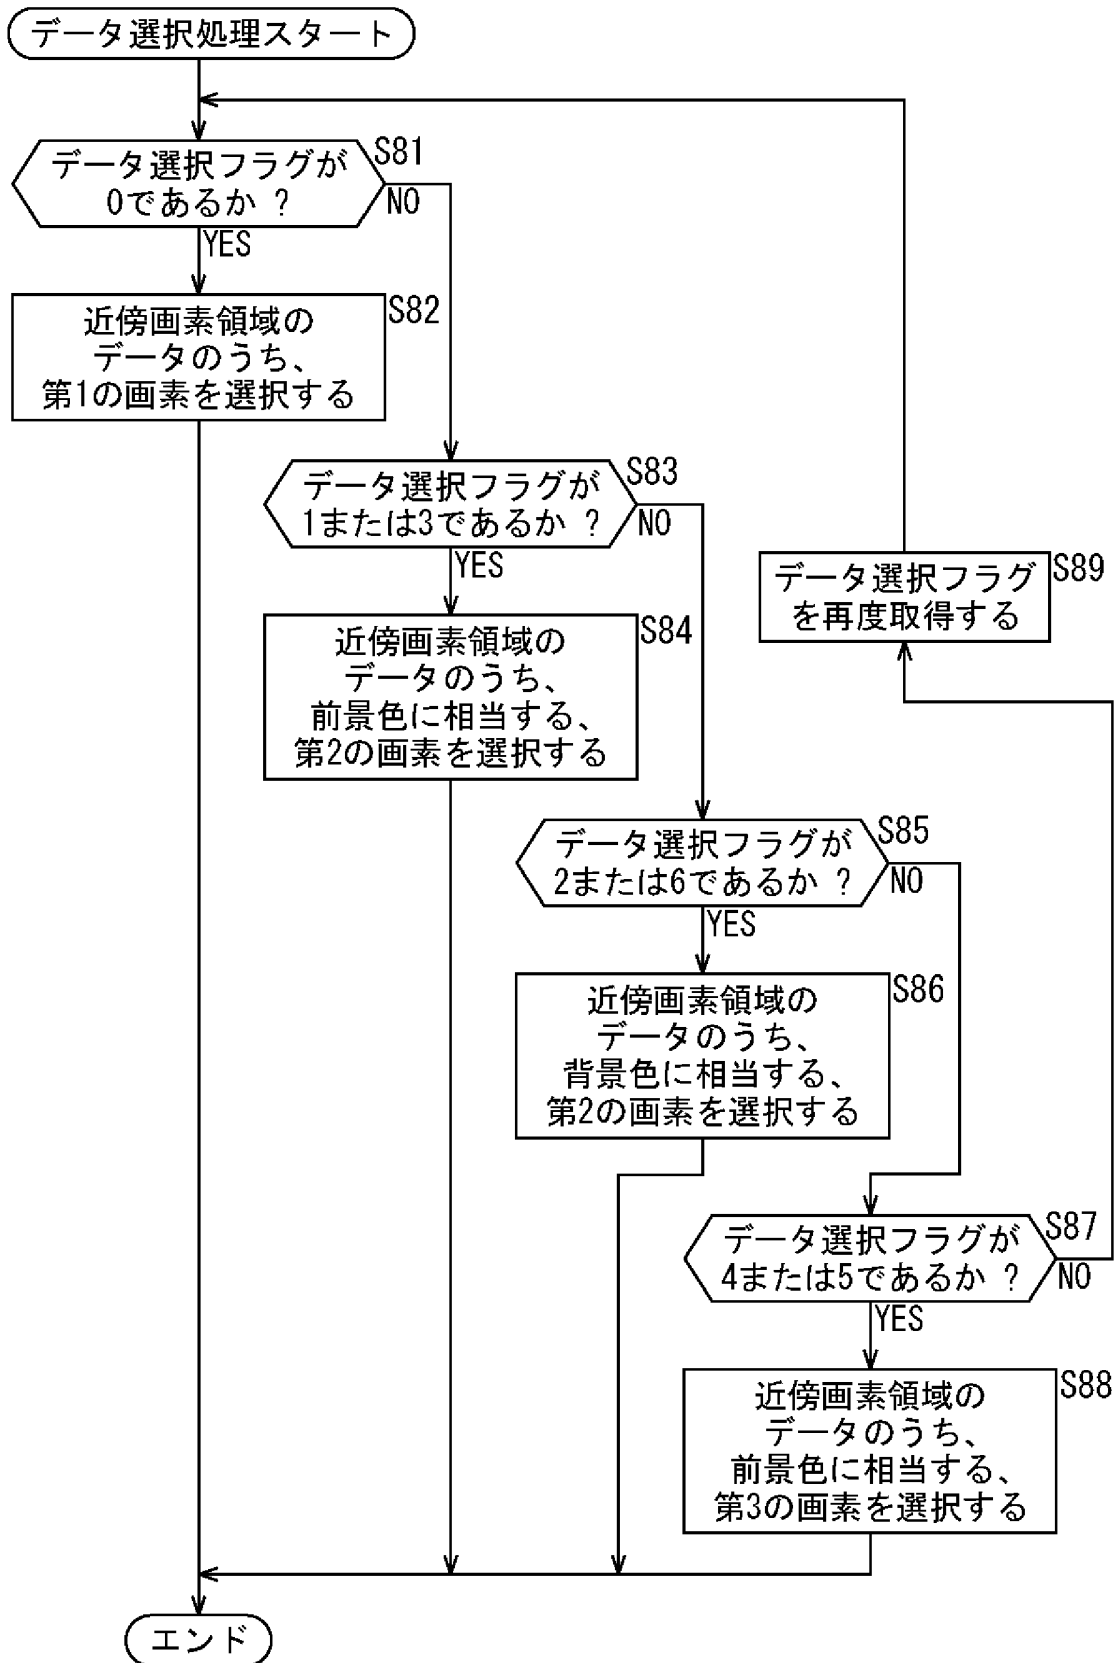 データ選択処理スタート
データ選択フラグが
0であるか ?
S81
NO
YES
近傍画素領域の
データのうち、
第1の画素を選択する
S82
データ選択フラグが
1または3であるか ?
S83
NO
YES
近傍画素領域の
データのうち、
前景色に相当する、
第2の画素を選択する
S84
データ選択フラグ
を再度取得する
S89
データ選択フラグが
2または6であるか ?
S85
NO
YES
近傍画素領域の
データのうち、
背景色に相当する、
第2の画素を選択する
S86
データ選択フラグが
4または5であるか ?
S87
NO
YES
近傍画素領域の
データのうち、
前景色に相当する、
第3の画素を選択する
S88
エンド